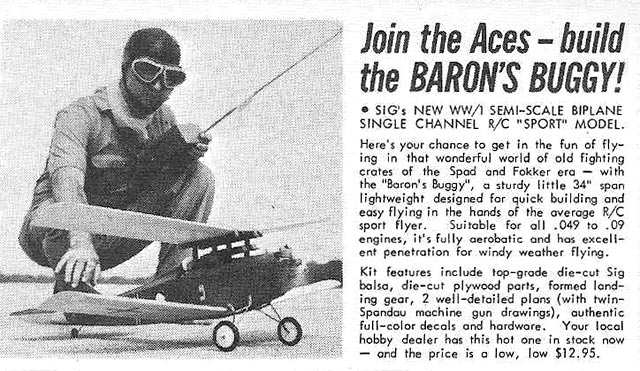 Join the Aces – build
the BARON'S BUGGY!
• SIG's NEW WW/1 SEMI-SCALE BIPLANE
SINGLE CHANNEL R/C "SPORT" MODEL.
Here's your chance to get in the fun of fly-
ing in that wonderful world of old fighting
crates of the Spad and Fokker era — with
the "Baron's Buggy", a sturdy little 34" span
lightweight designed for quick building and
easy flying in the hands of the average R/C
sport flyer. Suitable for all .049 to .09
engines, it's fully aerobatic and has excell-
ent penetration for windy weather flying.
Kit features include top-grade die-cut Sig
balsa, die-cut plywood parts, formed land-
ing gear, 2 well-detailed plans (with twin-
Spandau machine gun drawings), authentic
full-color decals and hardware. Your local
hobby dealer has this hot one in stock now
— and the price is a low, low $12.95.